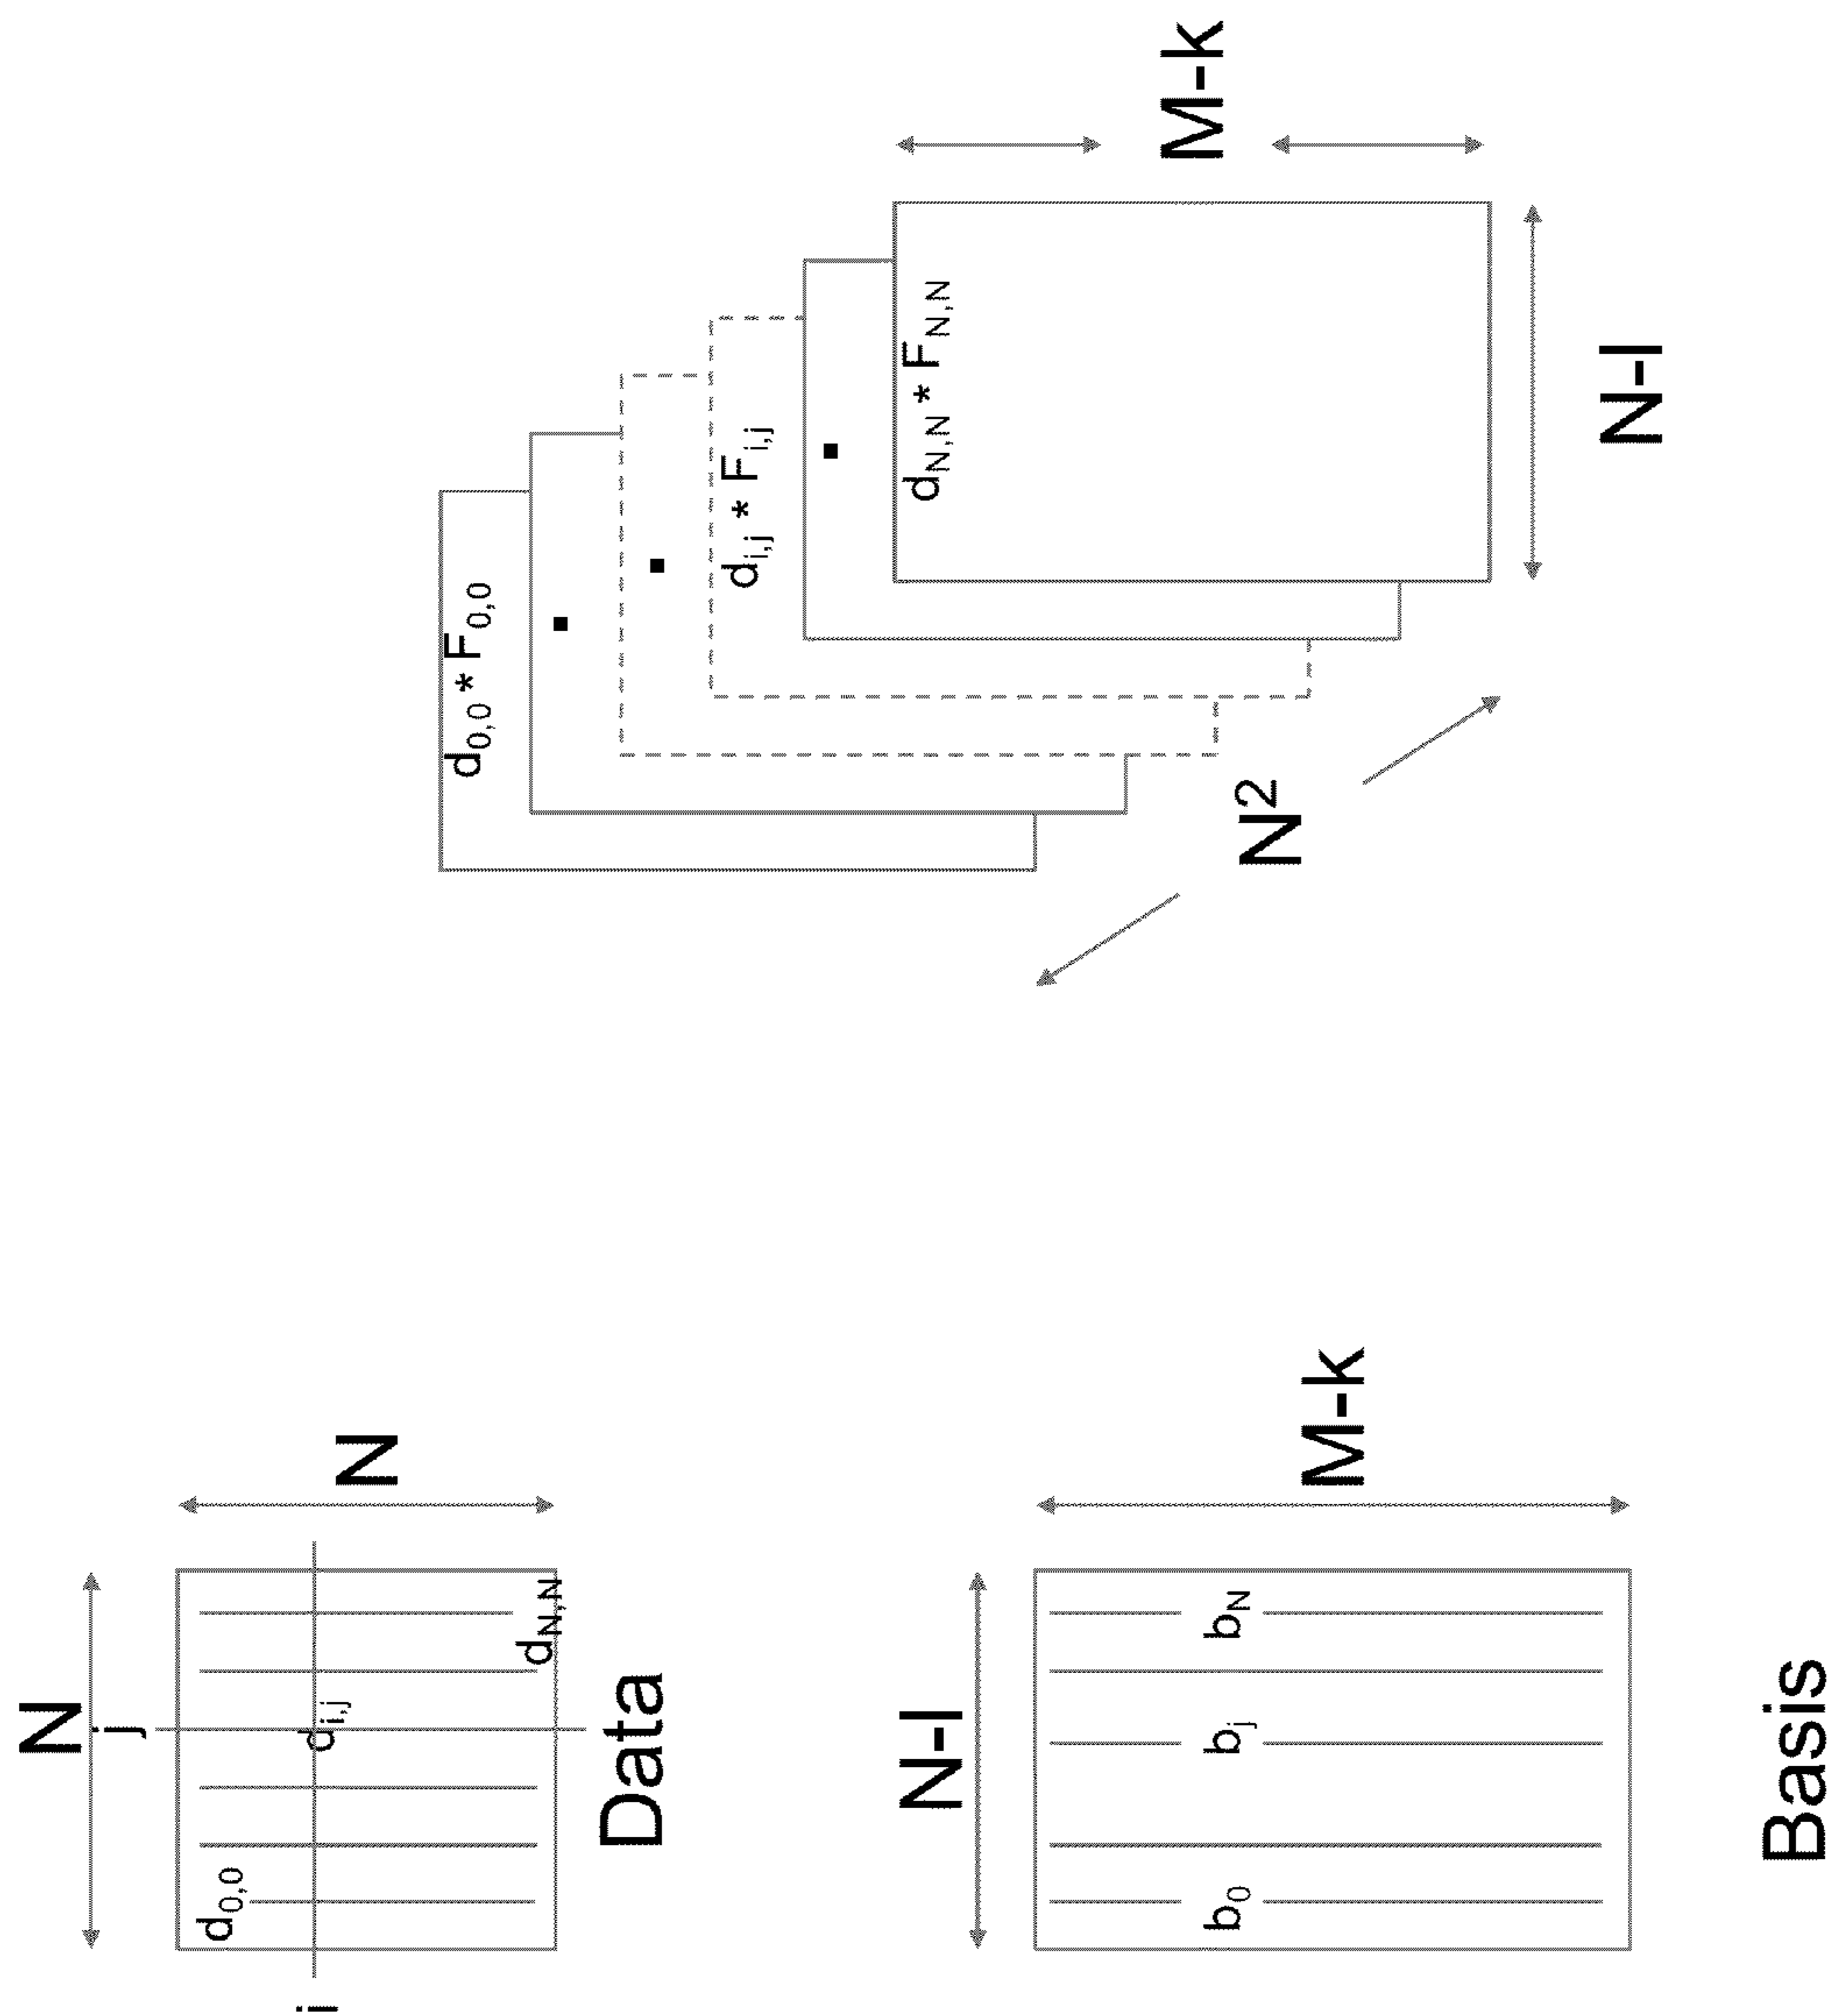 N
j
d0,0
i
di,j
N
dN,N
Data
N-l
b0 bj bN
M-k
Basis
d0,0 * F0,0
di,j * Fi,j
dN,N * FN,N
M-k
N2
N-l